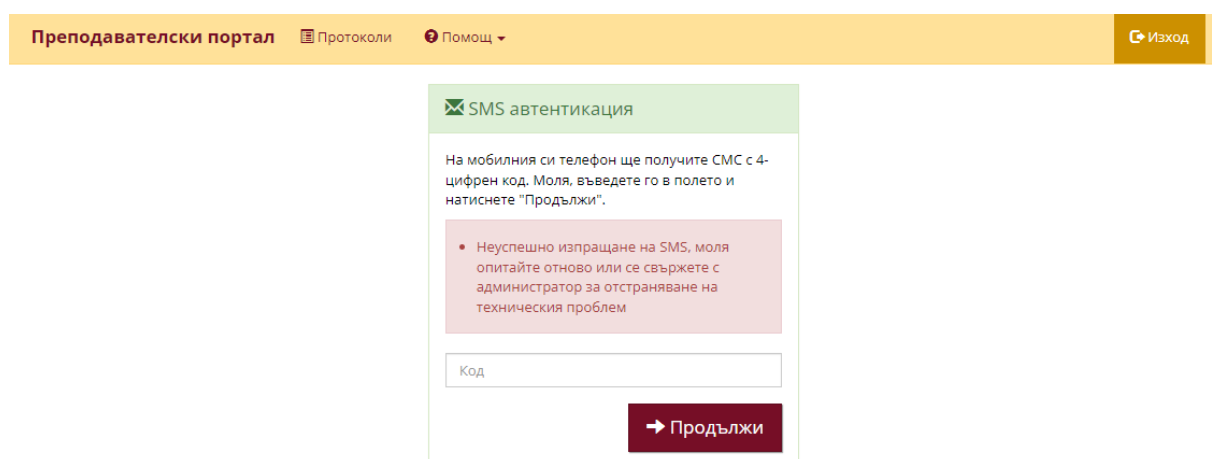 Преподавателски портал Протоколи Помощ Изход
SMS автентикация
На мобилния си телефон ще получите СМС с 4-
цифрен код. Моля, въведете го в полето и
натиснете "Продължи".
• Неуспешно изпращане на SMS, моля
опитайте отново или се свържете с
администратор за отстраняване на
техническия проблем
Код
Продължи